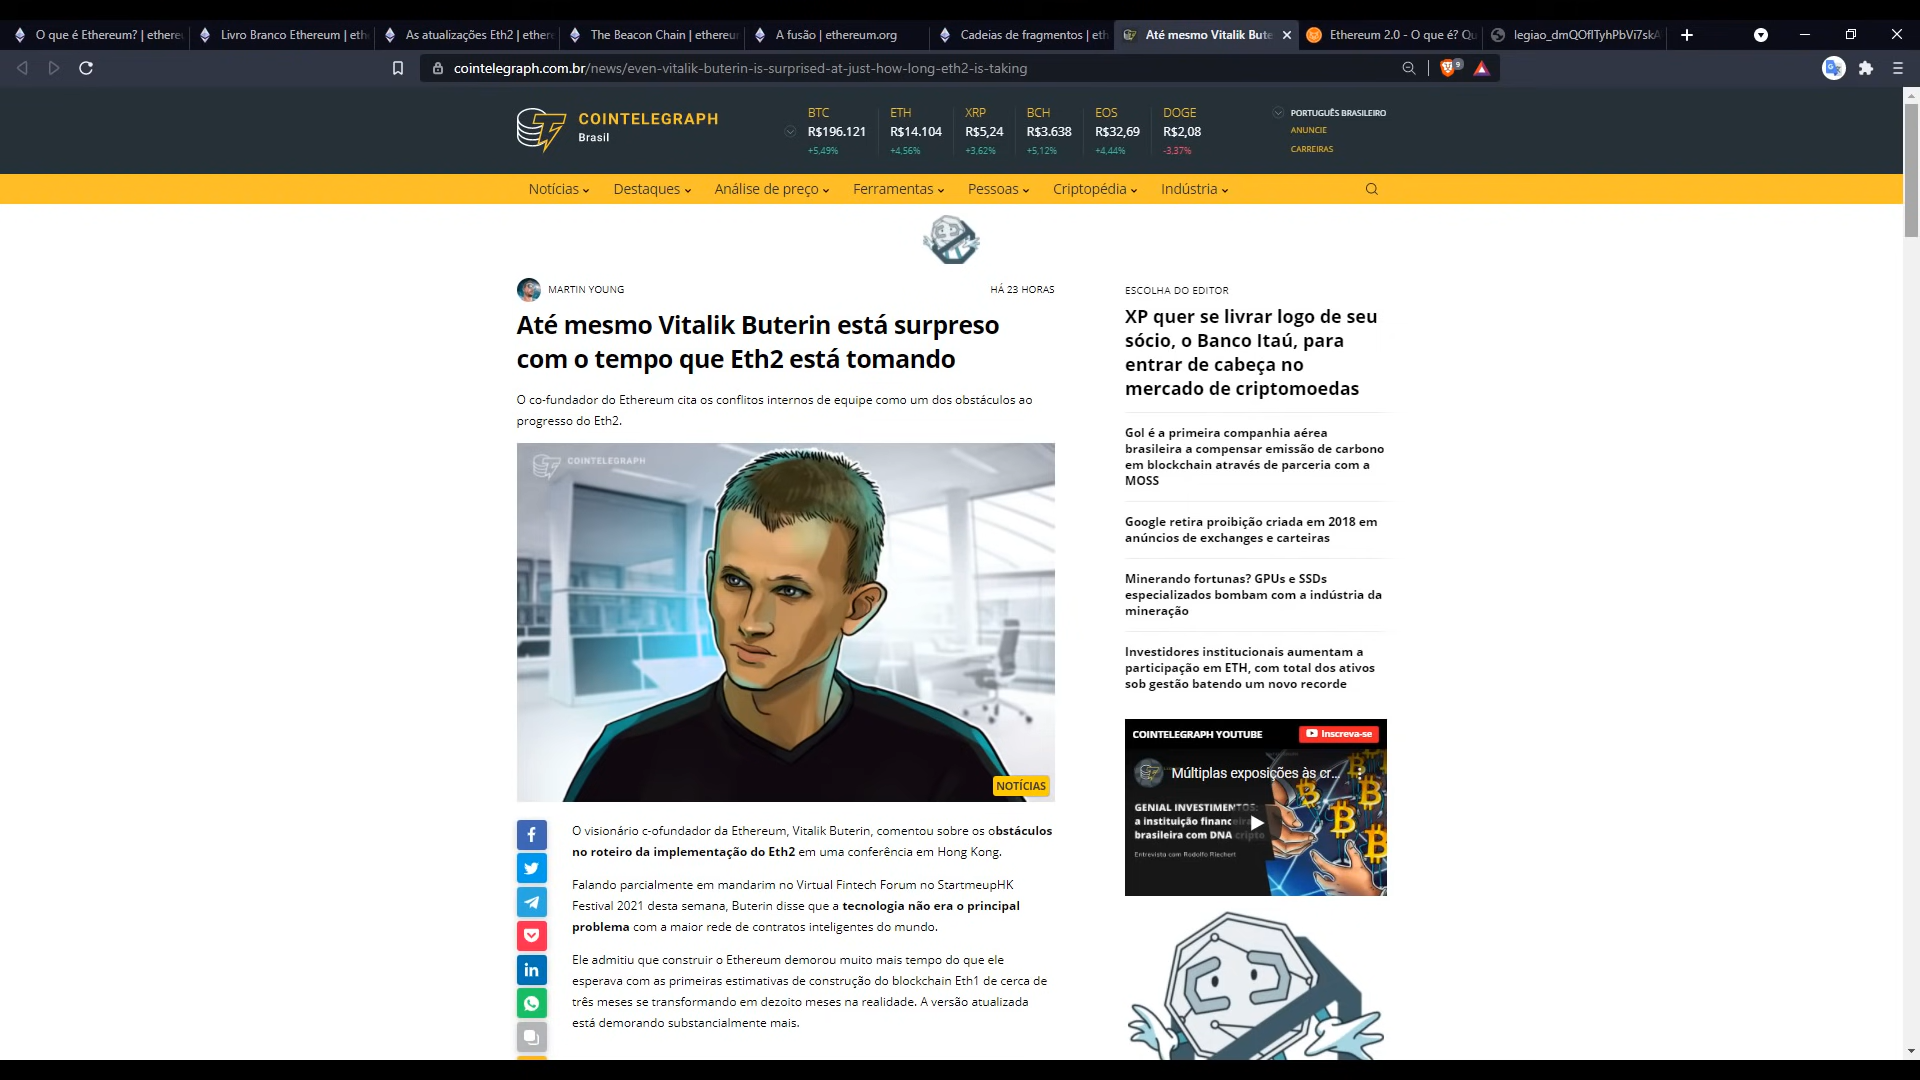 O que é Ethereum? | ethere
Livro Branco Ethereum | eth
As atualizações Eth2 | ether
The Beacon Chain | ethereu
A fusão | ethereum.org
Cadeias de fragmentos | et
Até mesmo Vitalik Bute
Ethereum 2.0 - O que é? Qu
legiao_dmQOflTyhPbVi7skA
cointelegraph.com.br/news/even-vitalik-buterin-is-surprised-at-just-how-long-eth2-is-taking
9
COINTELEGRAPH
Brasil
BTC
R$196.121
+5,49%
ETH
R$14.104
+4,56%
XRP
R$5,24
+3,62%
BCH
R$3.638
+5,12%
EOS
R$32,69
+4,44%
DOGE
R$2,08
-3,37%
PORTUGUÊS BRASILEIRO
ANUNCIE
CARREIRAS
Notícias
Destaques
Análise de preço
Ferramentas
Pessoas
Criptopédia
Indústria
MARTIN YOUNG
HÁ 23 HORAS
Até mesmo Vitalik Buterin está surpreso
com o tempo que Eth2 está tomando
O co-fundador do Ethereum cita os conflitos internos de equipe como um dos obstáculos ao
progresso do Eth2.
COINTELEGRAPH
NOTÍCIAS
O visionário c-ofundador da Ethereum, Vitalik Buterin, comentou sobre os obstáculos
no roteiro da implementação do Eth2 em uma conferência em Hong Kong.
Falando parcialmente em mandarim no Virtual Fintech Forum no StartmeupHK
Festival 2021 desta semana, Buterin disse que a tecnologia não era o principal
problema com a maior rede de contratos inteligentes do mundo.
Ele admitiu que construir o Ethereum demorou muito mais tempo do que ele
esperava com as primeiras estimativas de construção do blockchain Eth1 de cerca de
três meses se transformando em dezoito meses na realidade. A versão atualizada
está demorando substancialmente mais.
ESCOLHA DO EDITOR
XP quer se livrar logo de seu
sócio, o Banco Itaú, para
entrar de cabeça no
mercado de criptomoedas
Gol é a primeira companhia aérea
brasileira a compensar emissão de carbono
em blockchain através de parceria com a
MOSS
Google retira proibição criada em 2018 em
anúncios de exchanges e carteiras
Minerando fortunas? GPUs e SSDs
especializados bombam com a indústria da
mineração
Investidores institucionais aumentam a
participação em ETH, com total dos ativos
sob gestão batendo um novo recorde
COINTELEGRAPH YOUTUBE
Inscreva-se
Múltiplas exposições às cr...
GENIAL INVESTIMENTOS:
a instituição financeira
brasileira com DNA cripto
Entrevista com Rodolfo Riechert